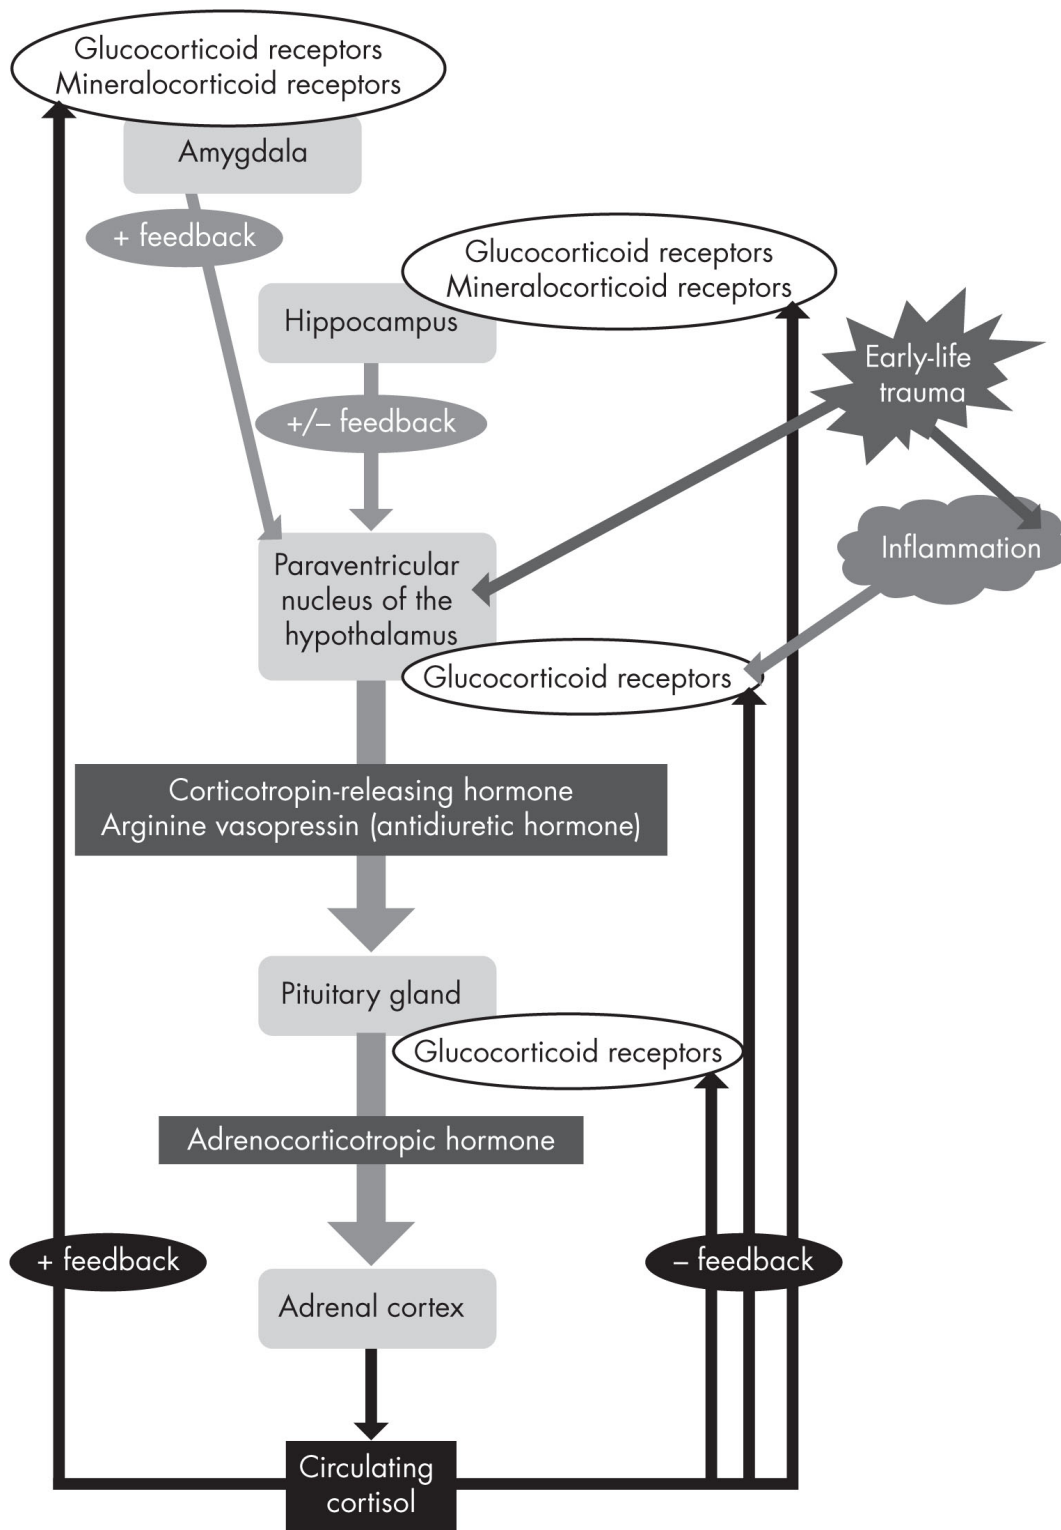 Glucocorticoid receptors
Mineralocorticoid receptors
Amygdala
+ feedback
Glucocorticoid receptors
Mineralocorticoid receptors
Hippocampus
+/– feedback
Early-life
trauma
Inflammation
Paraventricular
nucleus of the
hypothalamus
Glucocorticoid receptors
Corticotropin-releasing hormone
Arginine vasopressin (antidiuretic hormone)
Pituitary gland
Glucocorticoid receptors
Adrenocorticotropic hormone
+ feedback
– feedback
Adrenal cortex
Circulating
cortisol